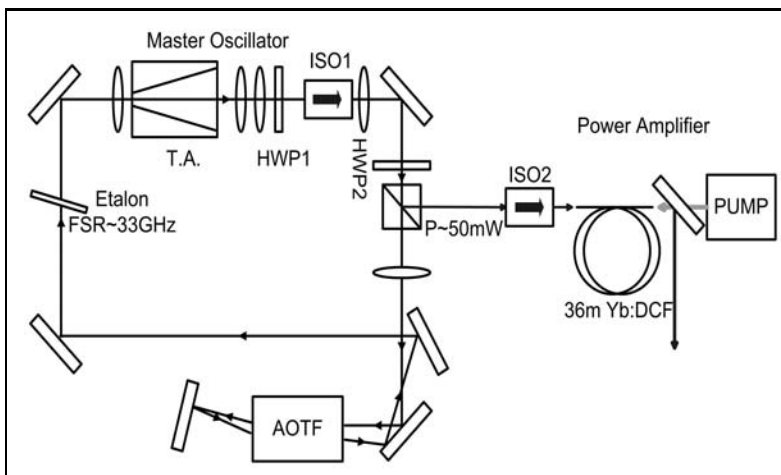 Master Oscillator
ISO1
T.A.
HWP1
HWP2
Etalon
FSR~33GHz
P~50mW
ISO2
Power Amplifier
PUMP
36m Yb:DCF
AOTF